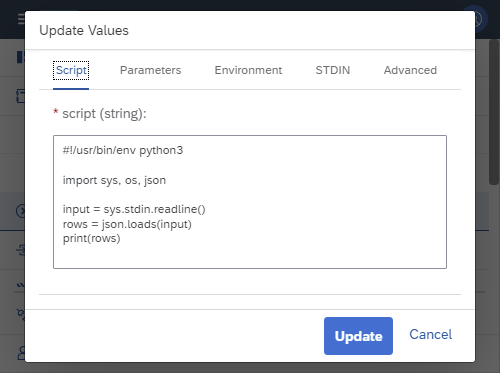 Update Values
Script Parameters Environment STDIN Advanced
* script (string):
#!/usr/bin/env python3
import sys, os, json
input = sys.stdin.readline()
rows = json.loads(input)
print(rows)
Update Cancel